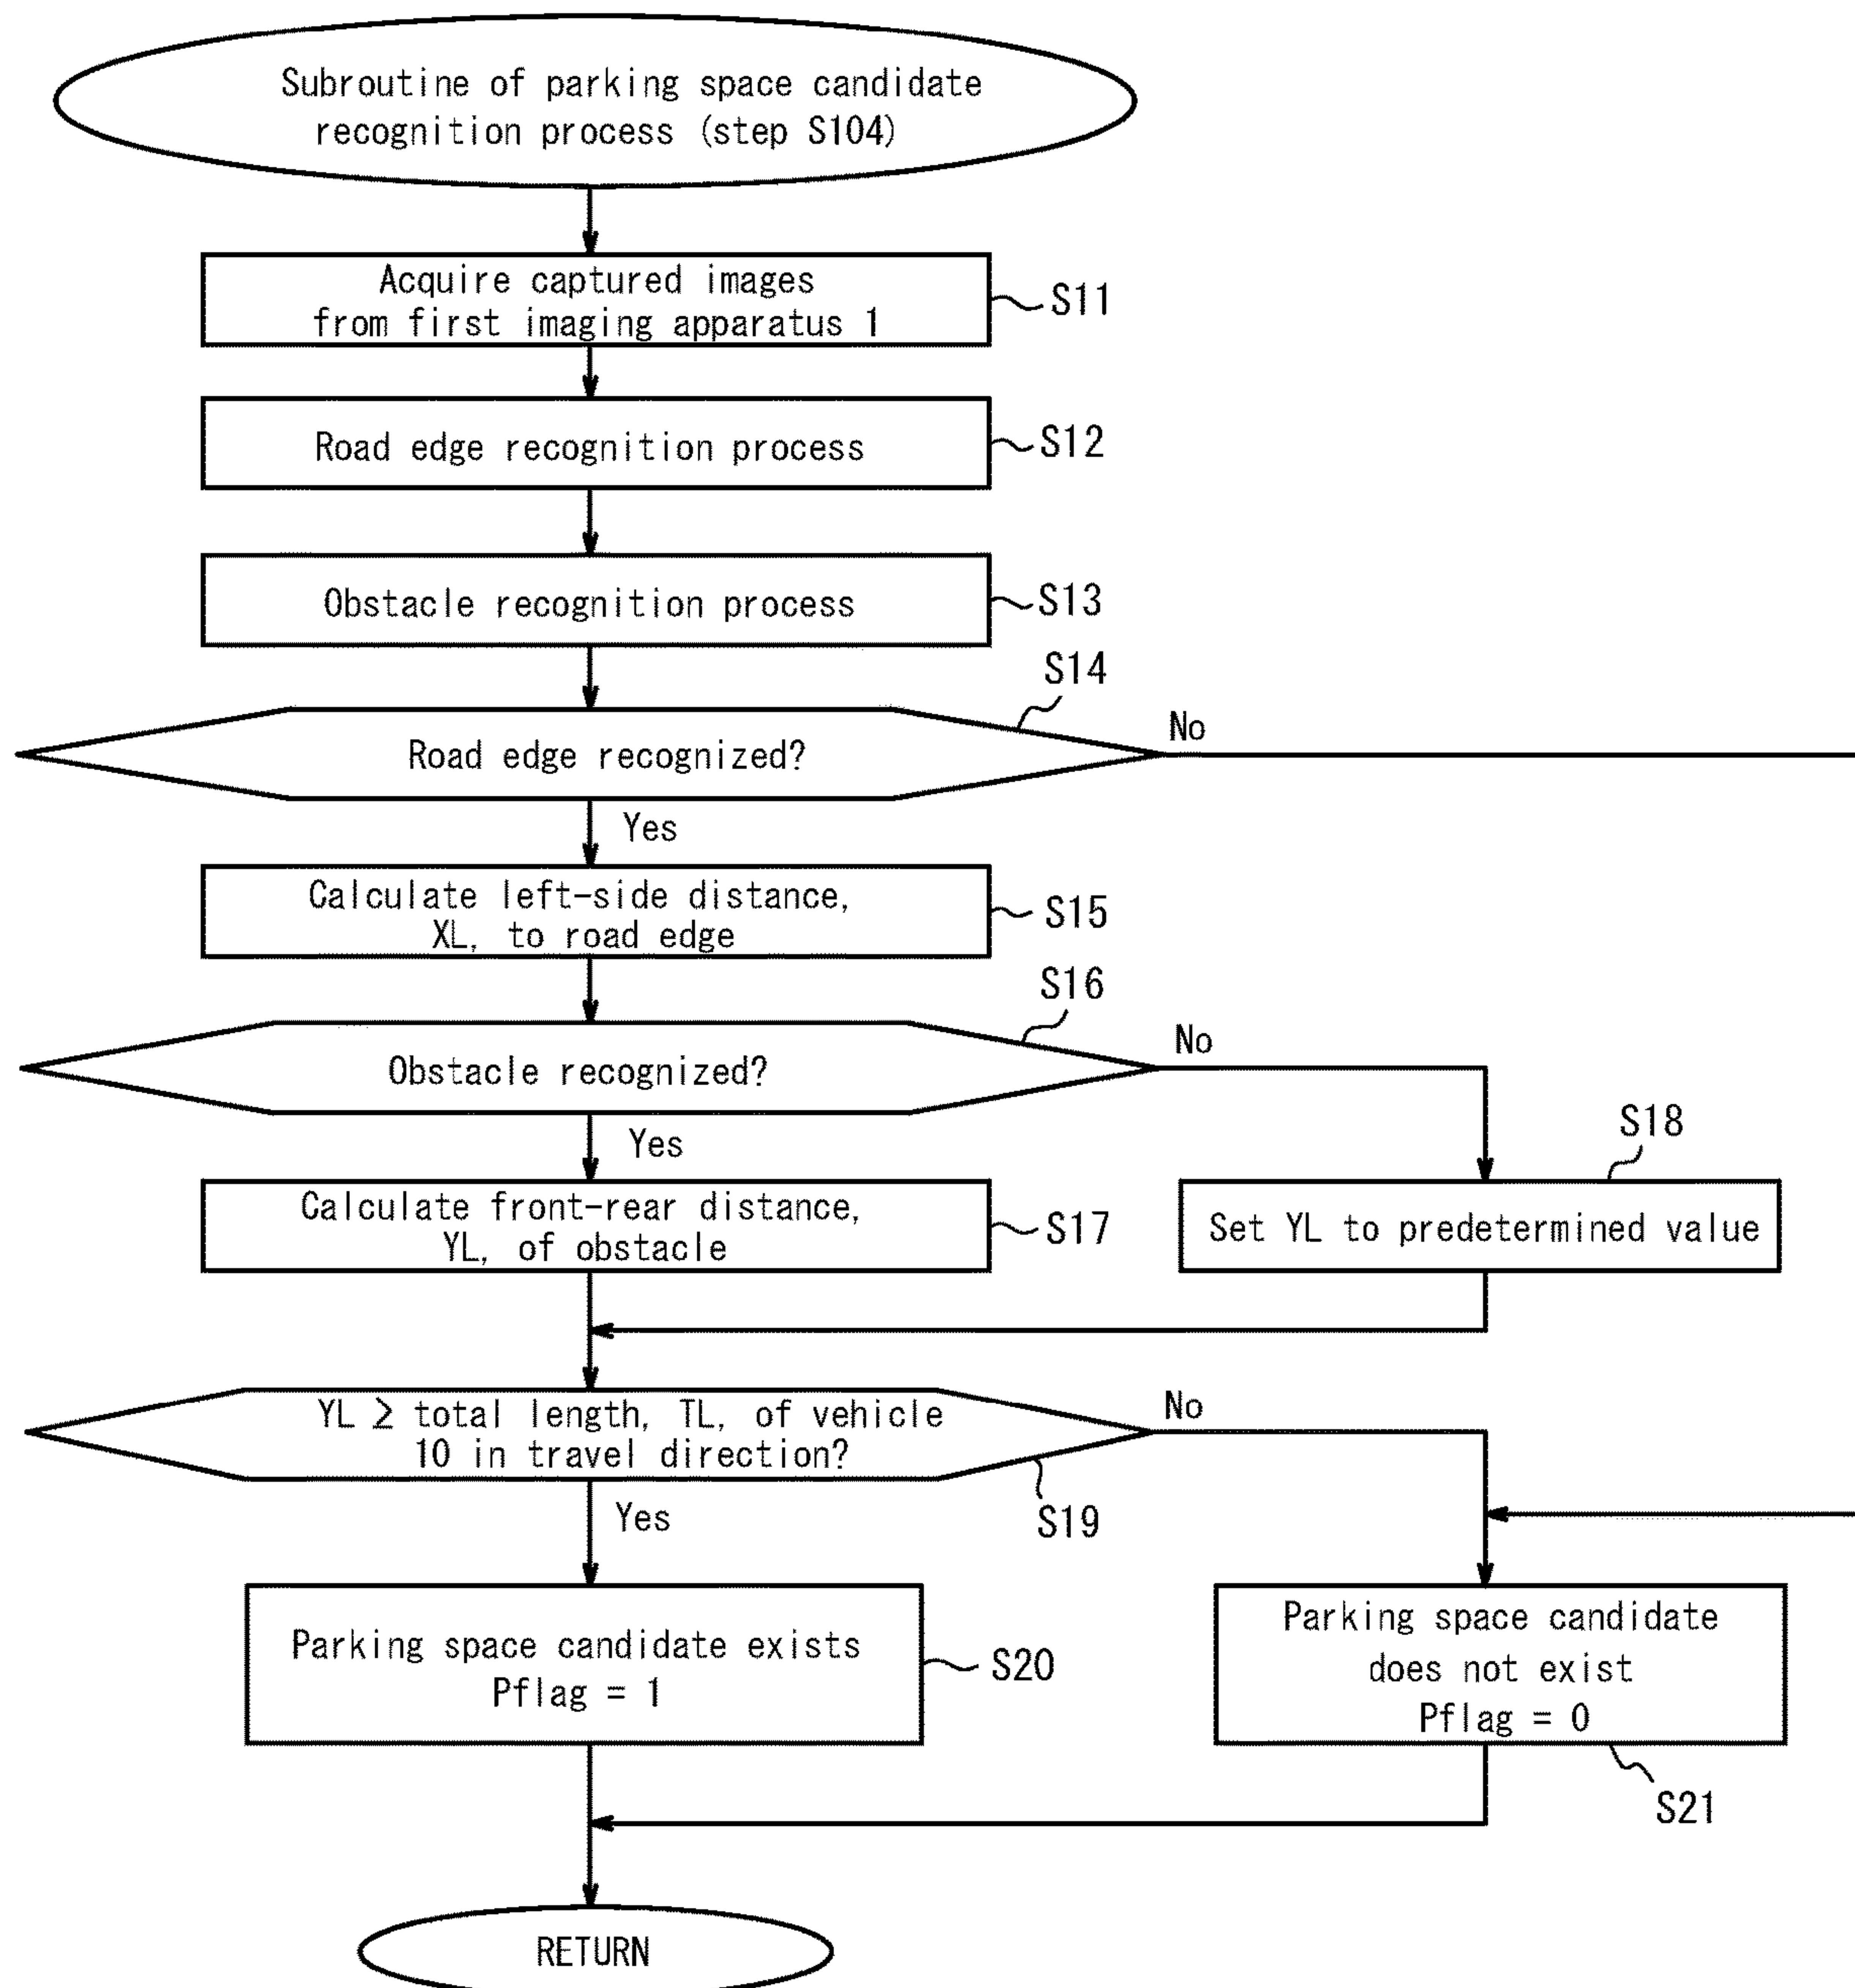 Subroutine of parking space candidate
recognition process (step S104)
Acquire captured images
from first imaging apparatus 1
S11
Road edge recognition process
S12
Obstacle recognition process
S13
S14
Road edge recognized?
No
Yes
Calculate left-side distance,
XL, to road edge
S15
S16
Obstacle recognized?
No
Yes
S18
Calculate front-rear distance,
YL, of obstacle
S17
Set YL to predetermined value
YL ≥ total length, TL, of vehicle
10 in travel direction?
No
S19
Yes
Parking space candidate exists
Pflag = 1
S20
Parking space candidate
does not exist
Pflag = 0
S21
RETURN